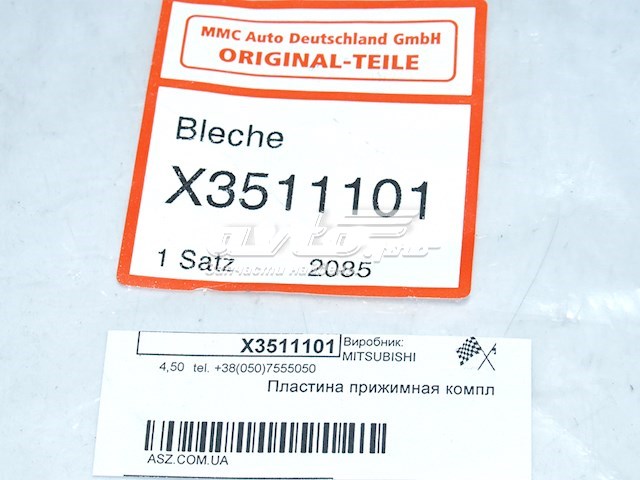 MMC Auto Deutschland GmbH
ORIGINAL-TEILE
Bleche
X3511101
1 Satz 2085
X3511101
Виробник:
MITSUBISHI
4,50 tel. +38(050)7555050
Пластина прижимная компл
ASZ.COM.UA